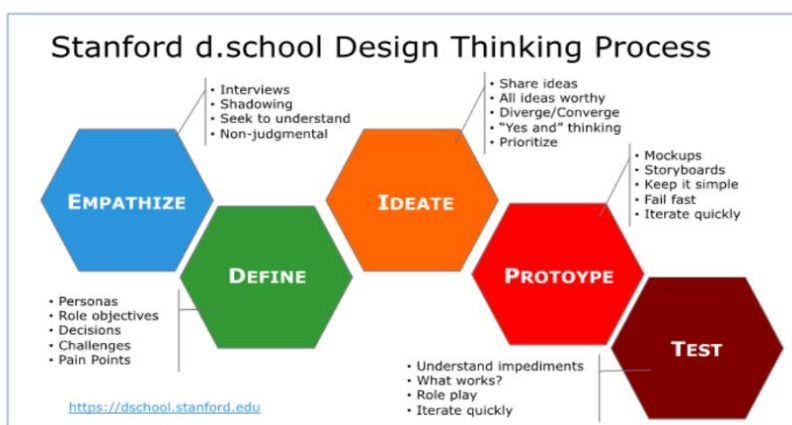 Stanford d.school Design Thinking Process
• Interviews
• Shadowing
• Seek to understand
• Non-judgmental
EMPATHIZE
DEFINE
• Personas
• Role objectives
• Decisions
• Challenges
• Pain Points
• Share ideas
• All ideas worthy
• Diverge/Converge
• "Yes and" thinking
• Prioritize
IDEATE
• Mockups
• Storyboards
• Keep it simple
• Fail fast
• Iterate quickly
PROTOYPE
• Understand impediments
• What works?
• Role play
• Iterate quickly
TEST
https://dschool.stanford.edu